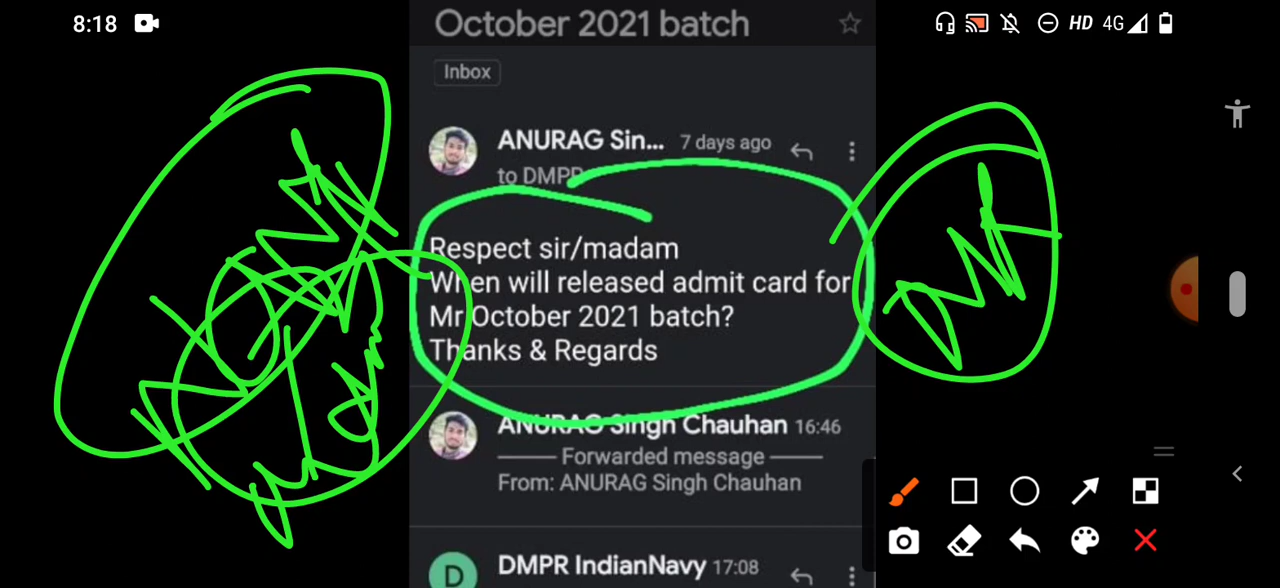 8:18
HD 4G
October 2021 batch
Inbox
ANURAG Sin... 7 days ago
to DMPR
Respect sir/madam
When will released admit card for
Mr October 2021 batch?
Thanks & Regards
ANURAG Singh Chauhan 16:46
Forwarded message
From: ANURAG Singh Chauhan
D DMPR IndianNavy 17:08